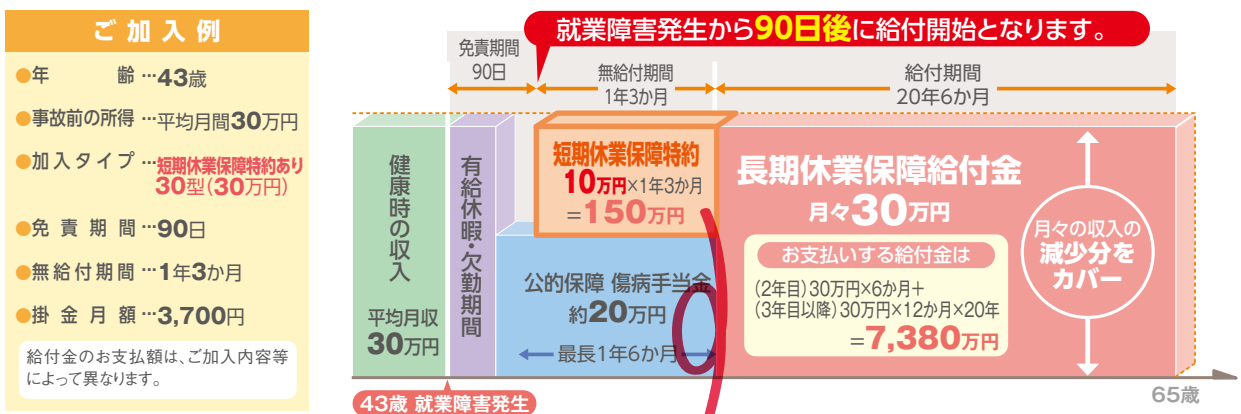 ご加入例
●年齢…43歳
●事故前の所得…平均月間30万円
●加入タイプ…短期休業保障特約あり
30型(30万円)
●免責期間…90日
●無給付期間…1年3か月
●掛金月額…3,700円
給付金のお支払額は、ご加入内容等
によって異なります。
就業障害発生から90日後に給付開始となります。
免責期間
90日
無給付期間
1年3か月
給付期間
20年6か月
健康時の収入
平均月収
30万円
有給休暇・欠勤期間
短期休業保障特約
10万円×1年3か月
=150万円
公的保障 傷病手当金
約20万円
最長1年6か月
長期休業保障給付金
月々30万円
お支払いする給付金は
(2年目)30万円×6か月+
(3年目以降)30万円×12か月×20年
=7,380万円
月々の収入の
減少分を
カバー
43歳 就業障害発生
65歳